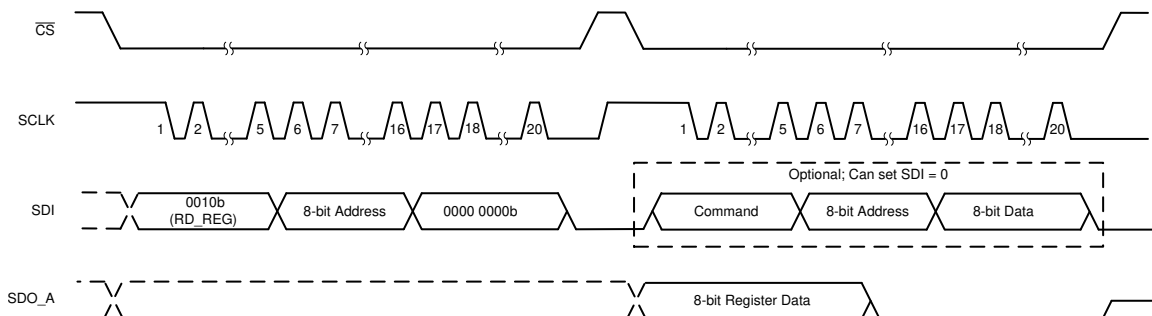 CS
SCLK
1 2 5 6 7 16 17 18 20 1 2 5 6 7 16 17 18 20
Optional; Can set SDI = 0
SDI
0010b
(RD_REG)
8-bit Address
0000 0000b
Command
8-bit Address
8-bit Data
SDO_A
8-bit Register Data